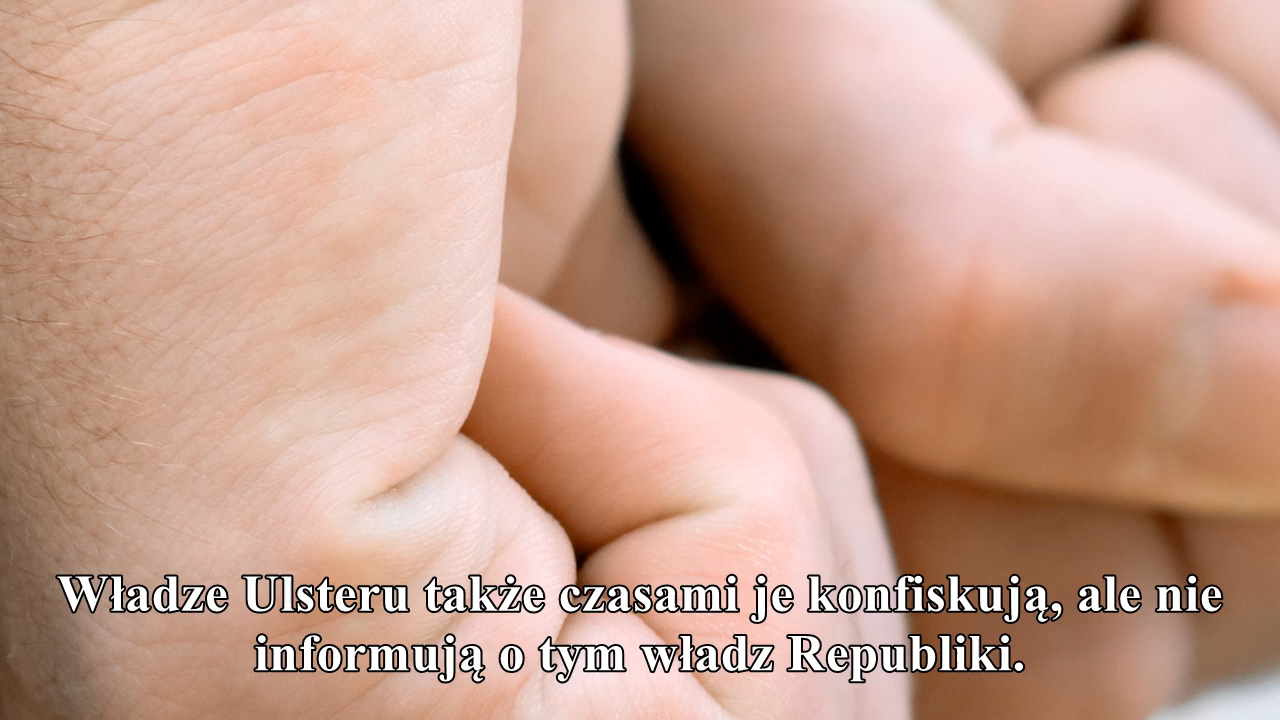 Władze Ulsteru także czasami je konfiskują, ale nie
informują o tym władz Republiki.